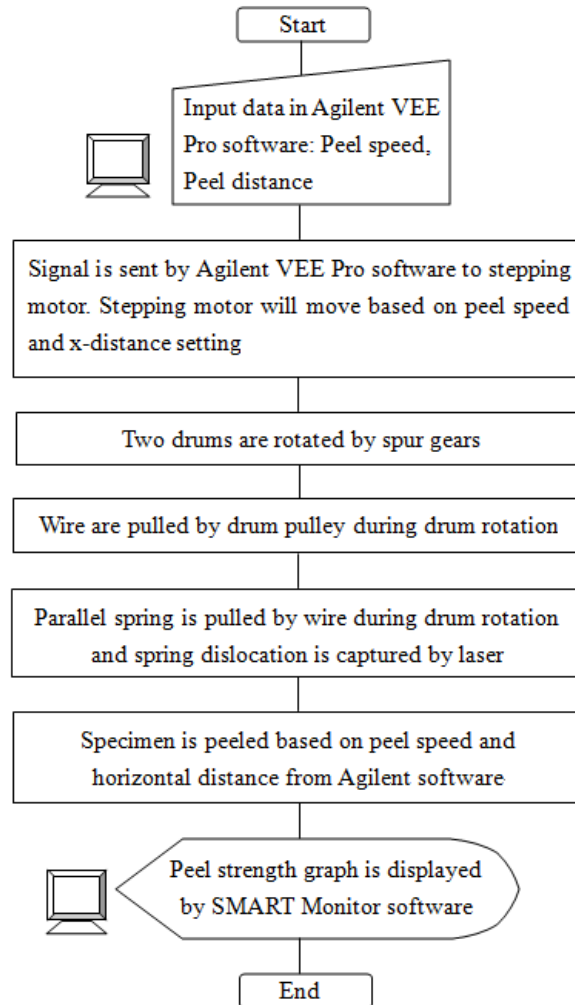 Start
Input data in Agilent VEE
Pro software: Peel speed,
Peel distance
Signal is sent by Agilent VEE Pro software to stepping
motor. Stepping motor will move based on peel speed
and x-distance setting
Two drums are rotated by spur gears
Wire are pulled by drum pulley during drum rotation
Parallel spring is pulled by wire during drum rotation
and spring dislocation is captured by laser
Specimen is peeled based on peel speed and
horizontal distance from Agilent software
Peel strength graph is displayed
by SMART Monitor software
End